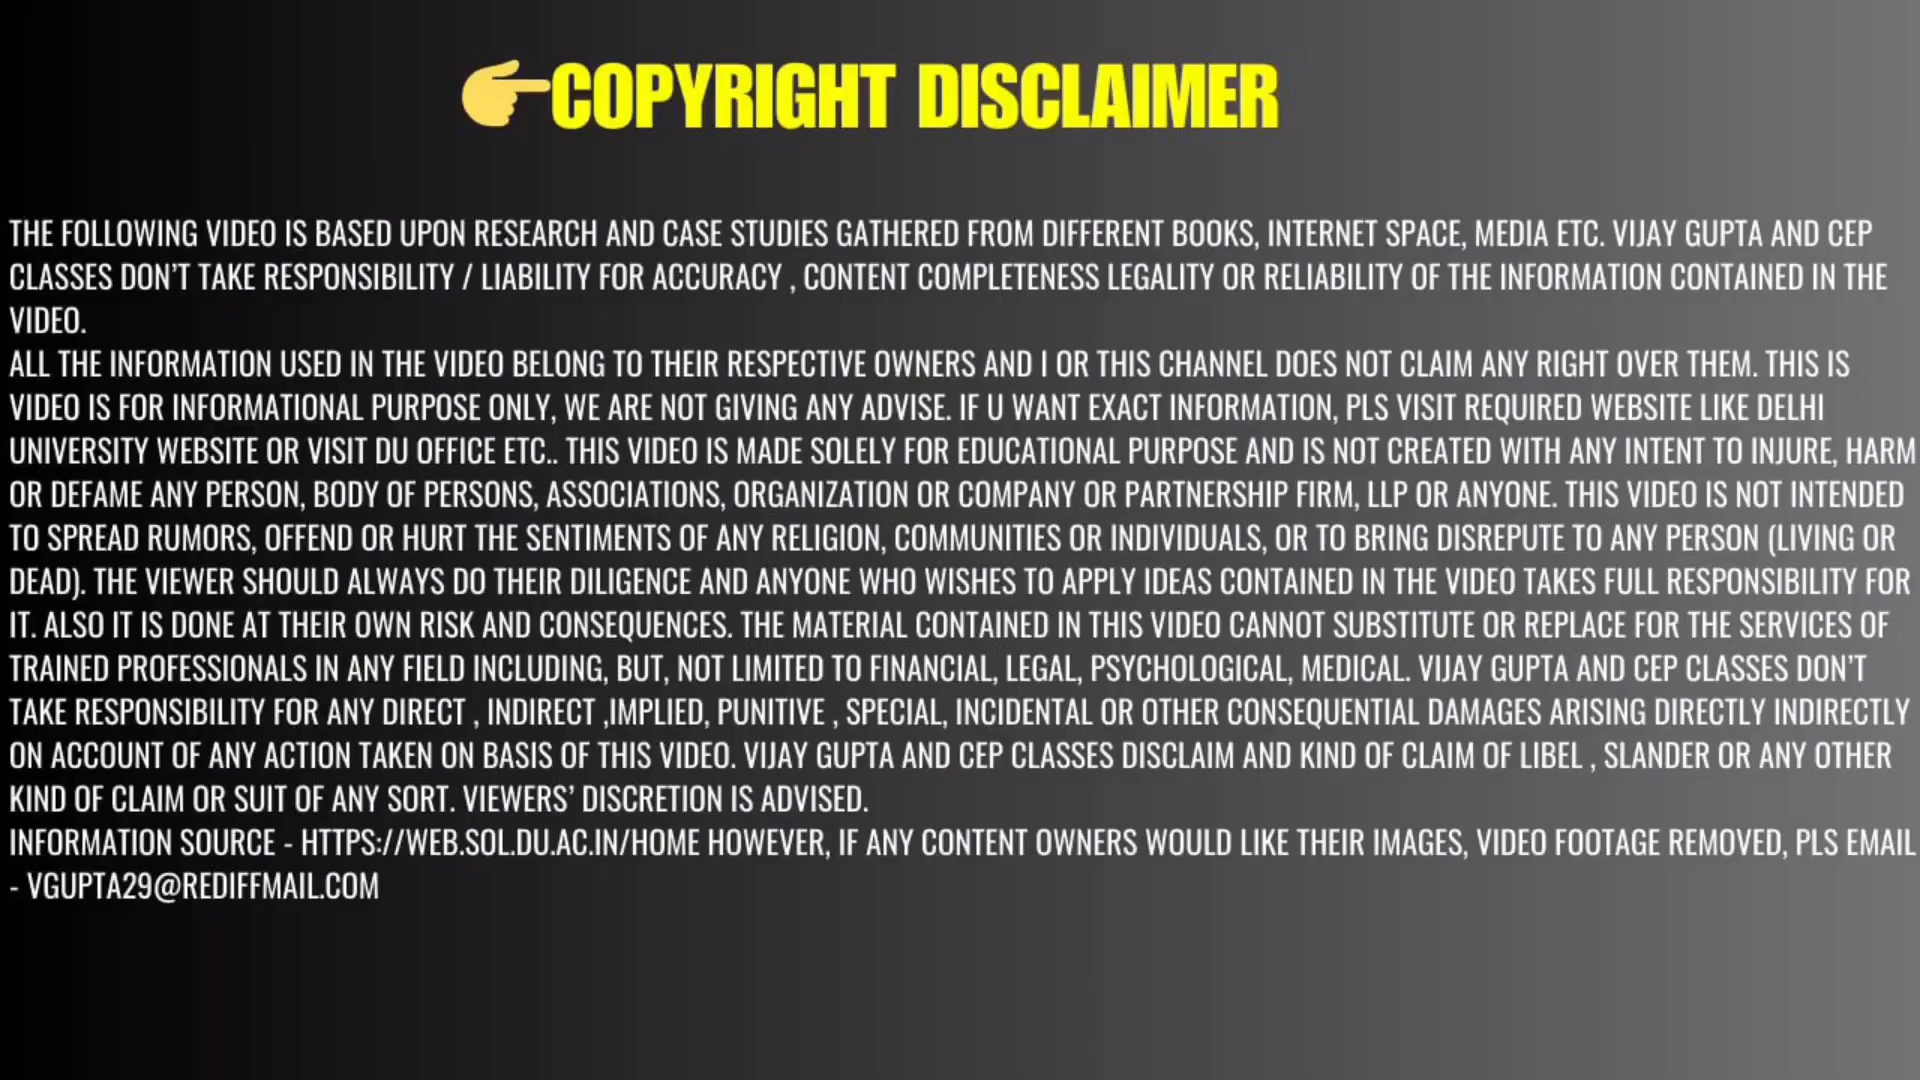 👉COPYRIGHT DISCLAIMER
THE FOLLOWING VIDEO IS BASED UPON RESEARCH AND CASE STUDIES GATHERED FROM DIFFERENT BOOKS, INTERNET SPACE, MEDIA ETC. VIJAY GUPTA AND CEP
CLASSES DON’T TAKE RESPONSIBILITY / LIABILITY FOR ACCURACY , CONTENT COMPLETENESS LEGALITY OR RELIABILITY OF THE INFORMATION CONTAINED IN THE
VIDEO.
ALL THE INFORMATION USED IN THE VIDEO BELONG TO THEIR RESPECTIVE OWNERS AND I OR THIS CHANNEL DOES NOT CLAIM ANY RIGHT OVER THEM. THIS IS
VIDEO IS FOR INFORMATIONAL PURPOSE ONLY, WE ARE NOT GIVING ANY ADVISE. IF U WANT EXACT INFORMATION, PLS VISIT REQUIRED WEBSITE LIKE DELHI
UNIVERSITY WEBSITE OR VISIT DU OFFICE ETC.. THIS VIDEO IS MADE SOLELY FOR EDUCATIONAL PURPOSE AND IS NOT CREATED WITH ANY INTENT TO INJURE, HARM
OR DEFAME ANY PERSON, BODY OF PERSONS, ASSOCIATIONS, ORGANIZATION OR COMPANY OR PARTNERSHIP FIRM, LLP OR ANYONE. THIS VIDEO IS NOT INTENDED
TO SPREAD RUMORS, OFFEND OR HURT THE SENTIMENTS OF ANY RELIGION, COMMUNITIES OR INDIVIDUALS, OR TO BRING DISREPUTE TO ANY PERSON (LIVING OR
DEAD). THE VIEWER SHOULD ALWAYS DO THEIR DILIGENCE AND ANYONE WHO WISHES TO APPLY IDEAS CONTAINED IN THE VIDEO TAKES FULL RESPONSIBILITY FOR
IT. ALSO IT IS DONE AT THEIR OWN RISK AND CONSEQUENCES. THE MATERIAL CONTAINED IN THIS VIDEO CANNOT SUBSTITUTE OR REPLACE FOR THE SERVICES OF
TRAINED PROFESSIONALS IN ANY FIELD INCLUDING, BUT, NOT LIMITED TO FINANCIAL, LEGAL, PSYCHOLOGICAL, MEDICAL. VIJAY GUPTA AND CEP CLASSES DON’T
TAKE RESPONSIBILITY FOR ANY DIRECT , INDIRECT ,IMPLIED, PUNITIVE , SPECIAL, INCIDENTAL OR OTHER CONSEQUENTIAL DAMAGES ARISING DIRECTLY INDIRECTLY
ON ACCOUNT OF ANY ACTION TAKEN ON BASIS OF THIS VIDEO. VIJAY GUPTA AND CEP CLASSES DISCLAIM AND KIND OF CLAIM OF LIBEL , SLANDER OR ANY OTHER
KIND OF CLAIM OR SUIT OF ANY SORT. VIEWERS’ DISCRETION IS ADVISED.
INFORMATION SOURCE - HTTPS://WEB.SOL.DU.AC.IN/HOME HOWEVER, IF ANY CONTENT OWNERS WOULD LIKE THEIR IMAGES, VIDEO FOOTAGE REMOVED, PLS EMAIL
- VGUPTA29@REDIFFMAIL.COM